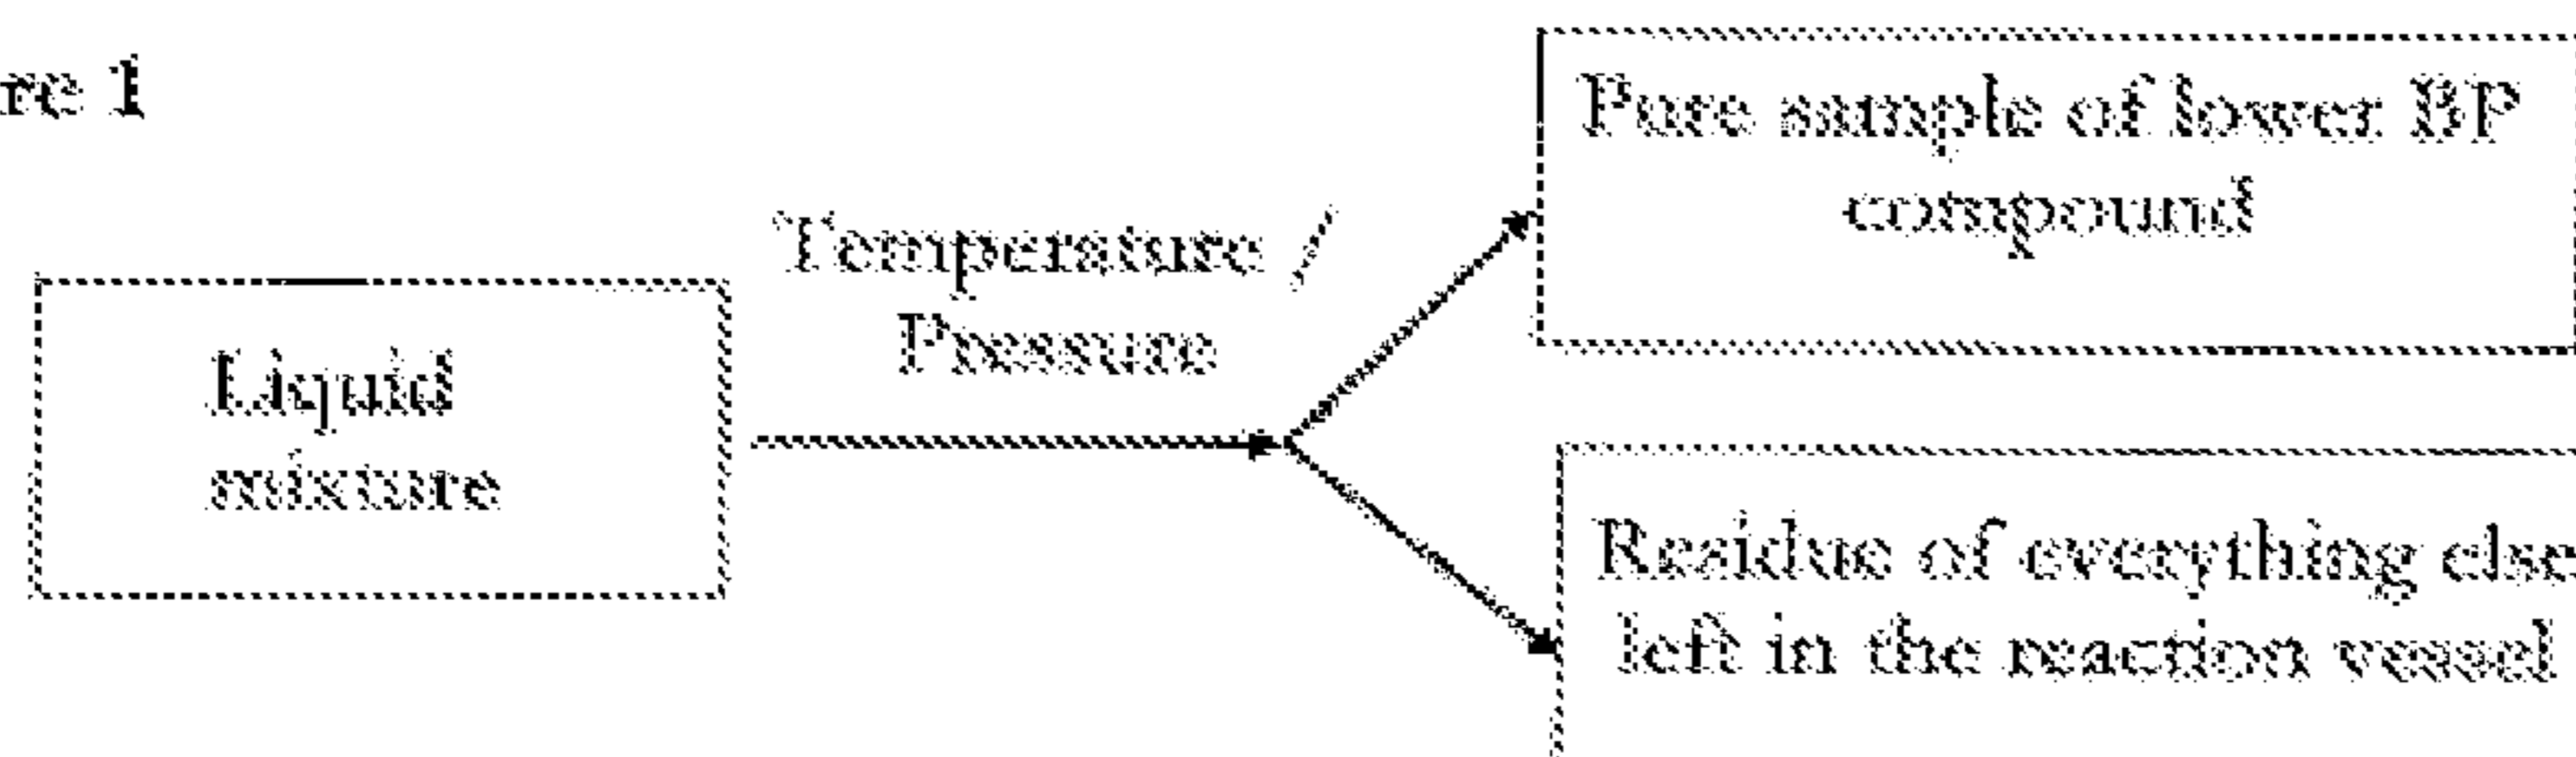 re 1
Pure sample of lower BP
compound
Temperature /
Pressure
Liquid
mixture
Residue of everything else
left in the reaction vessel